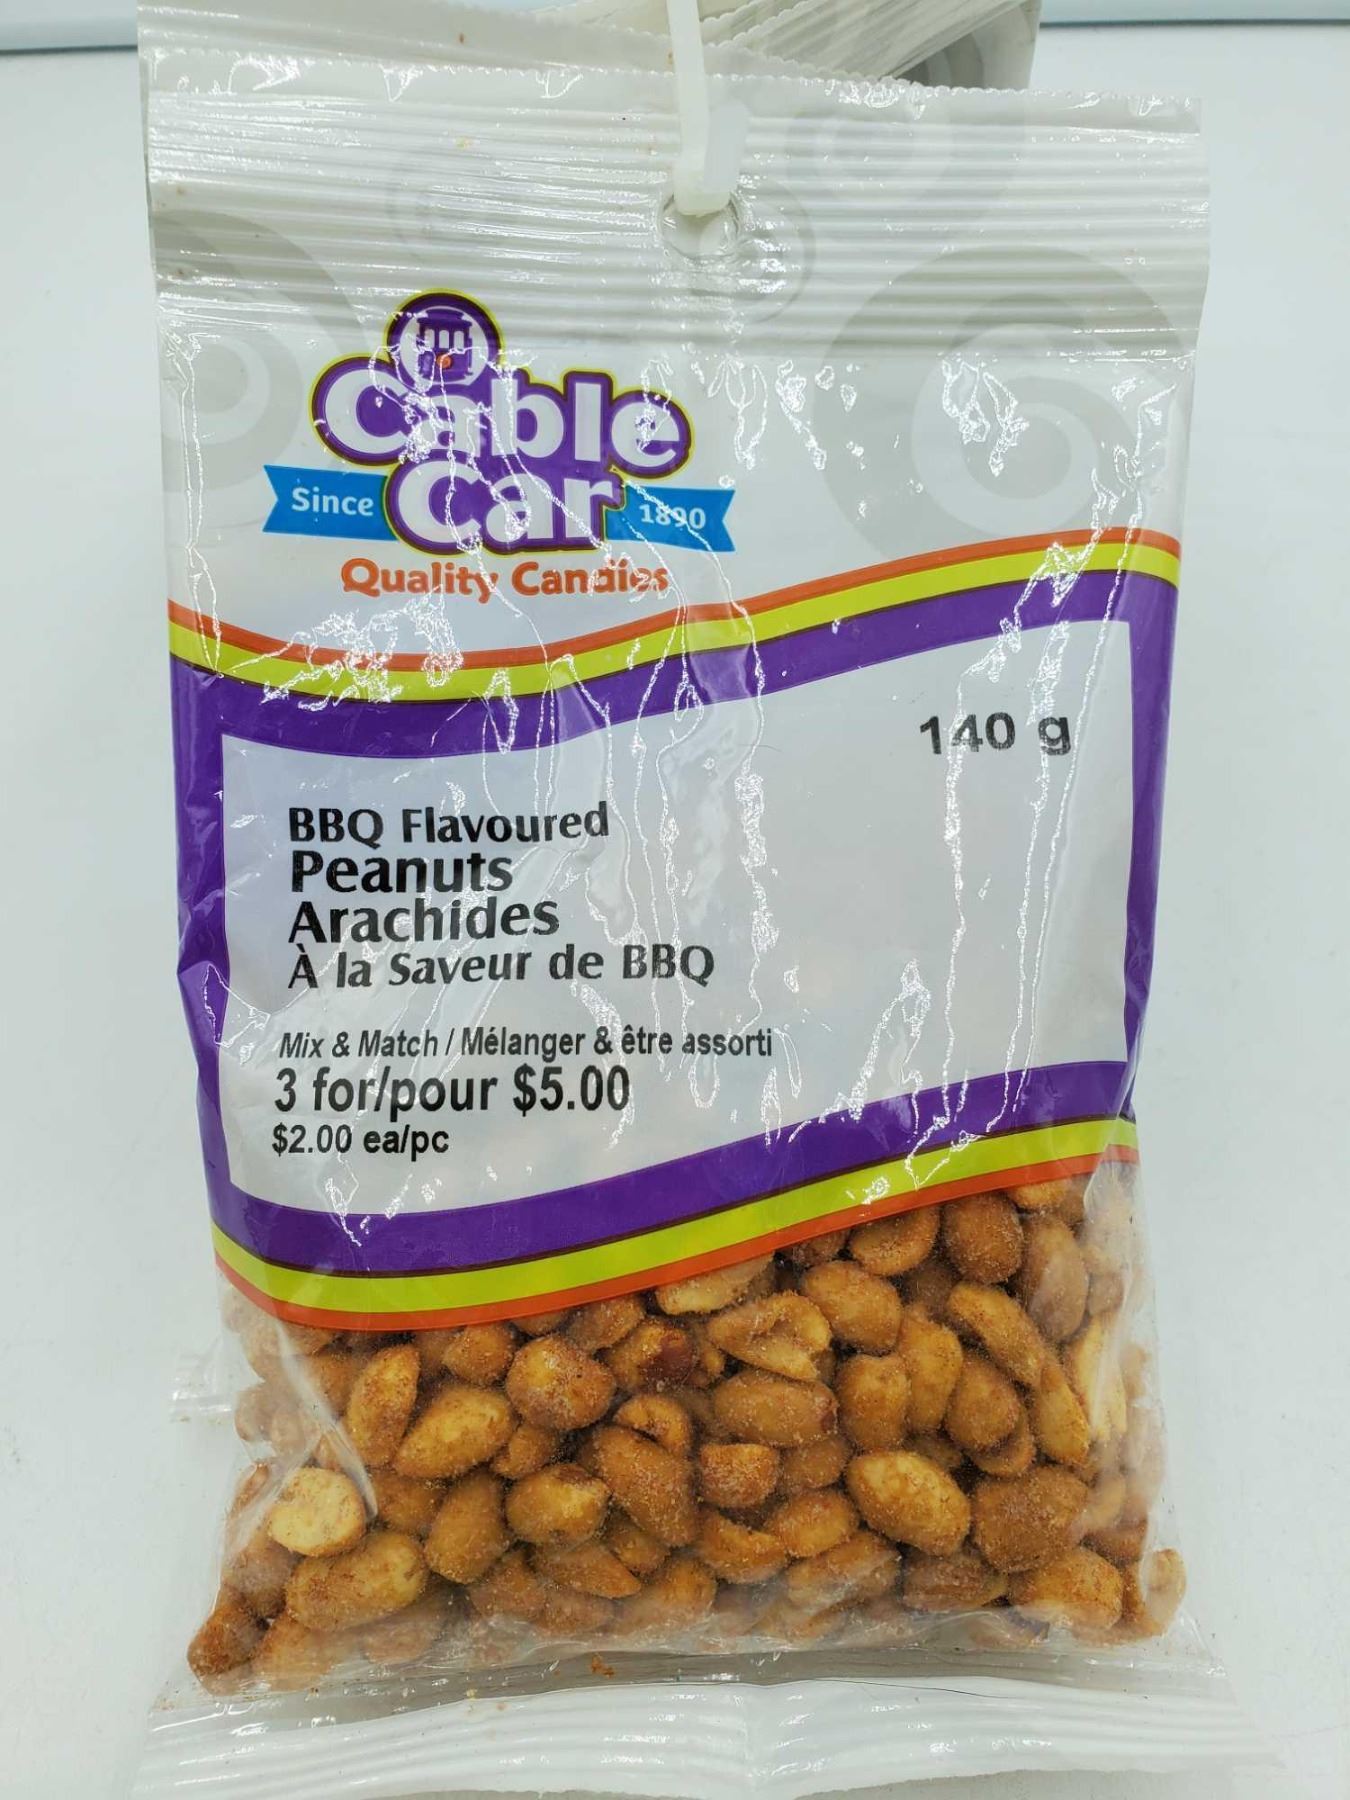 Cable
Since Car 1890
Quality Candies
140 g
BBQ Flavoured
Peanuts
Arachides
À la Saveur de BBQ
Mix & Match / Mélanger & être assorti
3 for/pour $5.00
$2.00 ea/pc